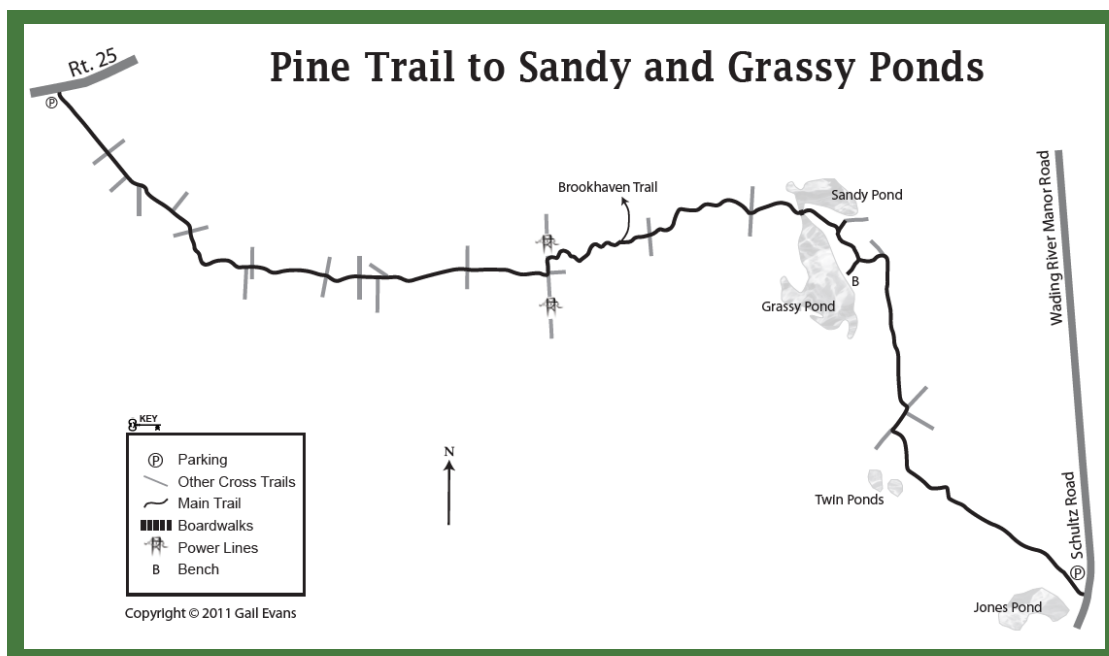 Pine Trail to Sandy and Grassy Ponds
Rt. 25
P
Brookhaven Trail
Sandy Pond
Grassy Pond
B
Wading River Manor Road
Twin Ponds
Schultz Road
P
Jones Pond
N
KEY
P Parking
Other Cross Trails
Main Trail
Boardwalks
Power Lines
B Bench
Copyright © 2011 Gail Evans